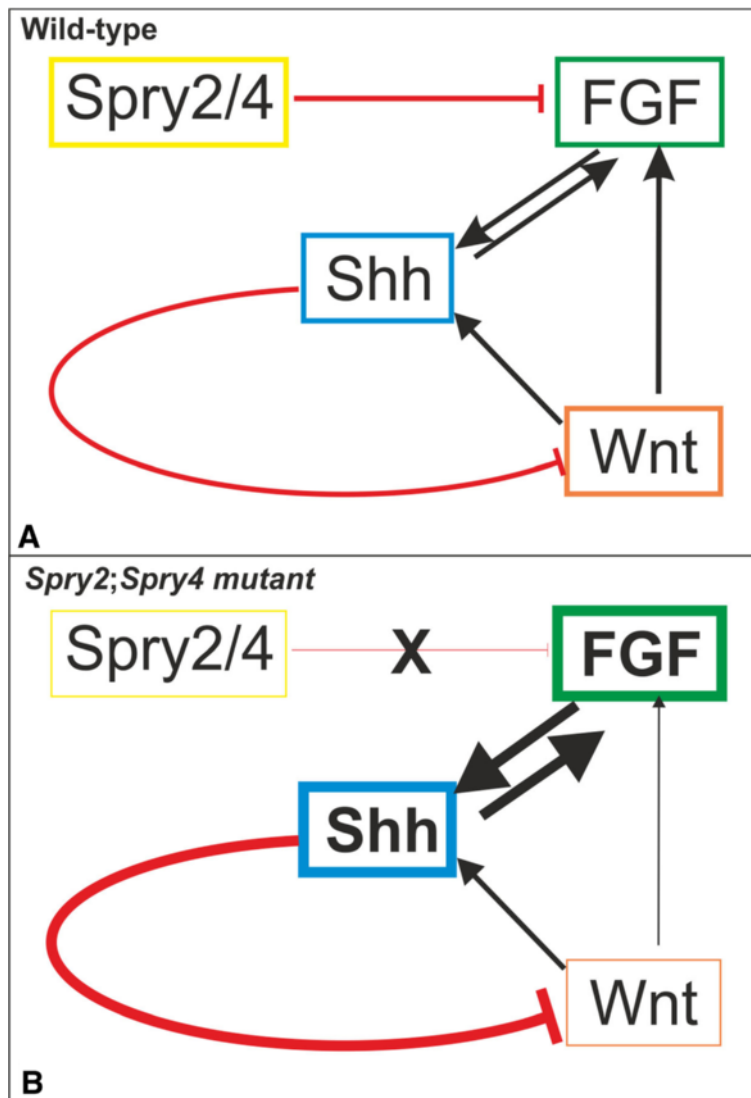 Wild-type
Spry2/4
FGF
Shh
Wnt
A
Spry2;Spry4 mutant
Spry2/4
X
FGF
Shh
Wnt
B